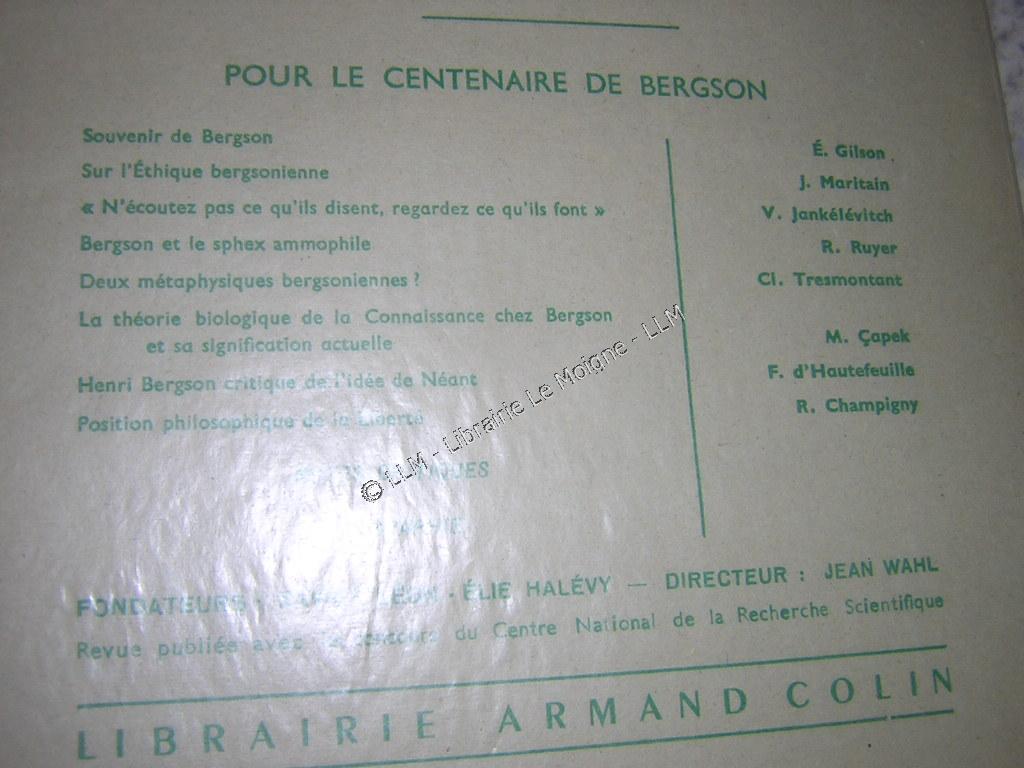 POUR LE CENTENAIRE DE BERGSON
Souvenir de Bergson É. Gilson
Sur l'Éthique bergsonienne J. Maritain
« N'écoutez pas ce qu'ils disent, regardez ce qu'ils font » V. Jankélévitch
Bergson et le sphex ammophile R. Ruyer
Deux métaphysiques bergsoniennes ? Cl. Tresmontant
La théorie biologique de la Connaissance chez Bergson
et sa signification actuelle M. Çapek
Henri Bergson critique de l'idée de Néant F. d'Hautefeuille
Position philosophique de la Liberté R. Champigny
© LLM - Librairie Le Moigne - LLM
FONDATEURS : LÉON - ÉLIE HALÉVY — DIRECTEUR : JEAN WAHL
Revue publiée avec le concours du Centre National de la Recherche Scientifique
LIBRAIRIE ARMAND COLIN